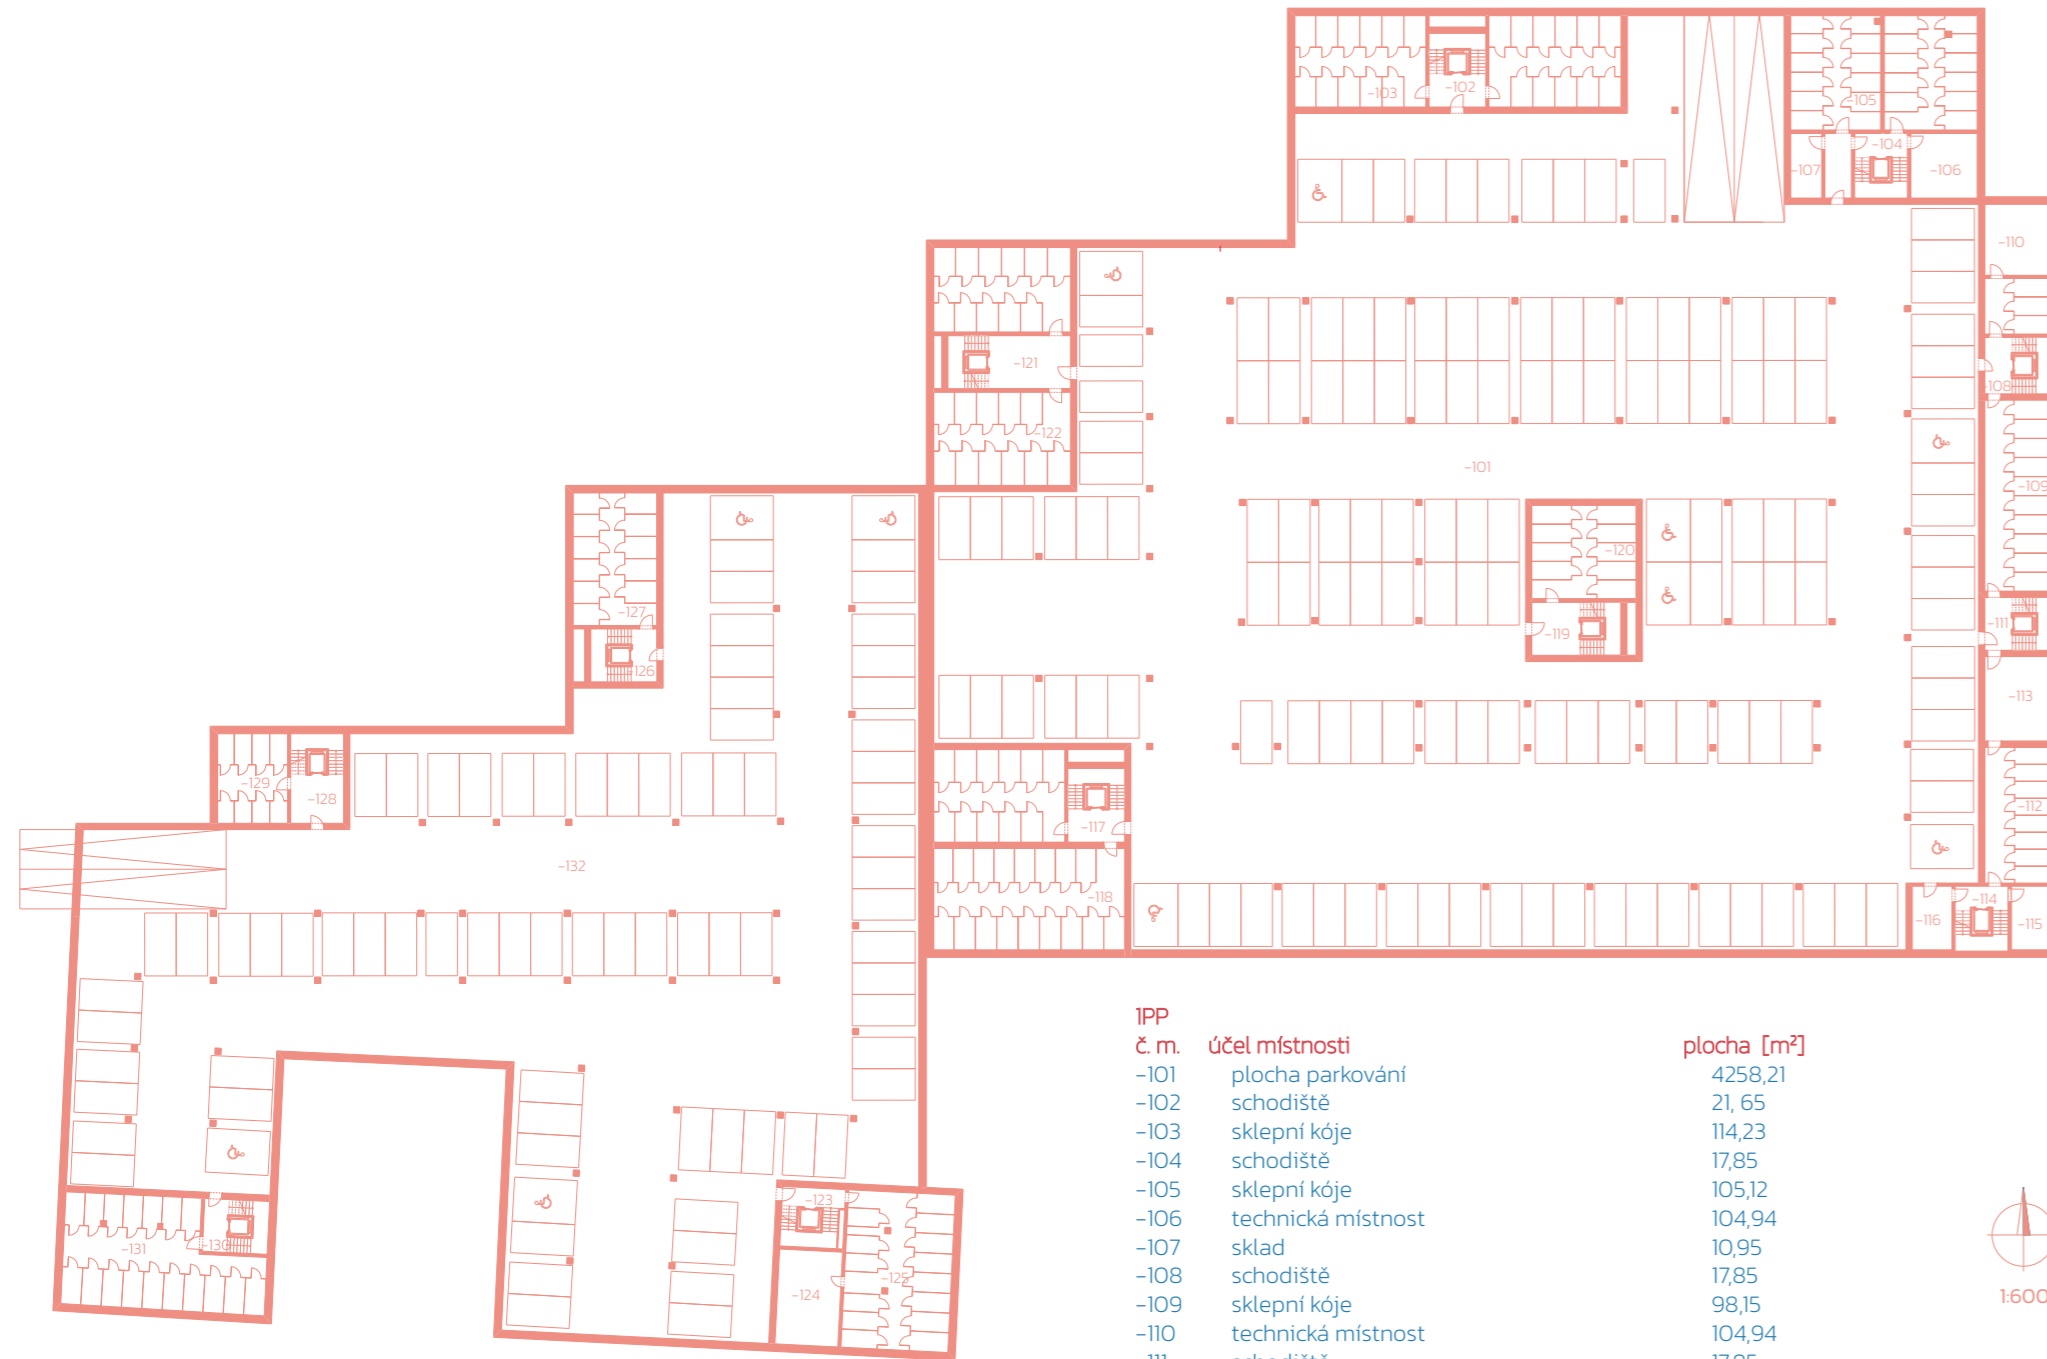 -103
-102
-105
-104
-107
-106
-110
-121
-108
-122
-101
-109
-120
-127
-111
-119
-126
-113
-129
-128
-112
-117
-132
-118
-114
-116
-115
1PP
č. m. účel místnosti plocha [m²]
-101 plocha parkování 4258,21
-102 schodiště 21, 65
-103 sklepní kóje 114,23
-104 schodiště 17,85
-105 sklepní kóje 105,12
-106 technická místnost 104,94
-107 sklad 10,95
-108 schodiště 17,85
-109 sklepní kóje 98,15
-110 technická místnost 104,94
-111 schodiště 17,85
-123
-131
-130
-125
-124
1:600